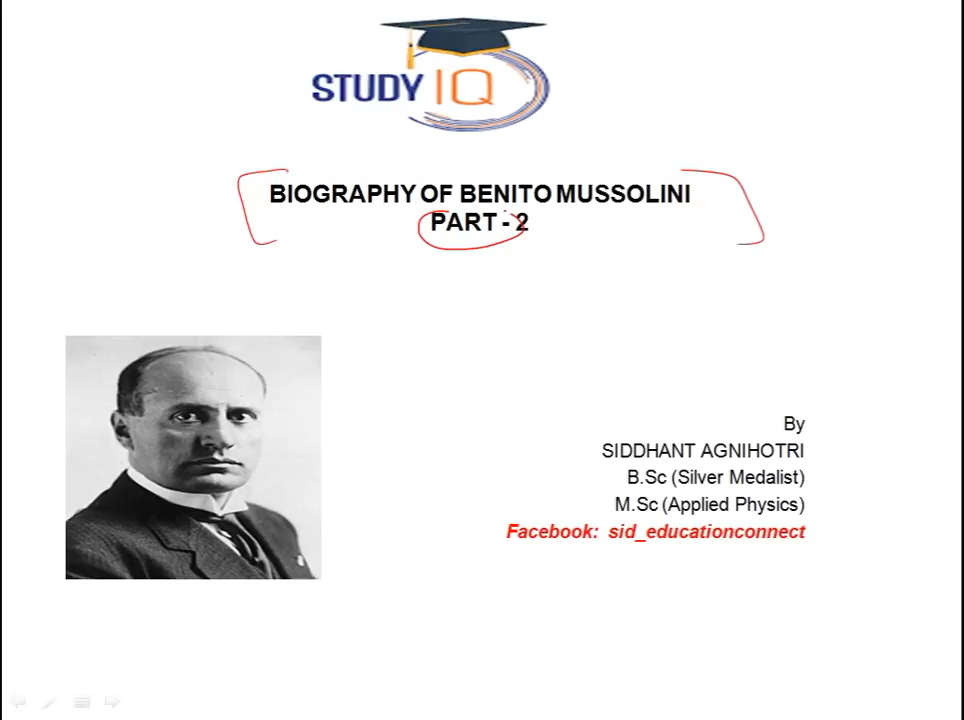 STUDY IQ
BIOGRAPHY OF BENITO MUSSOLINI
PART - 2
By
SIDDHANT AGNIHOTRI
B.Sc (Silver Medalist)
M.Sc (Applied Physics)
Facebook: sid_educationconnect